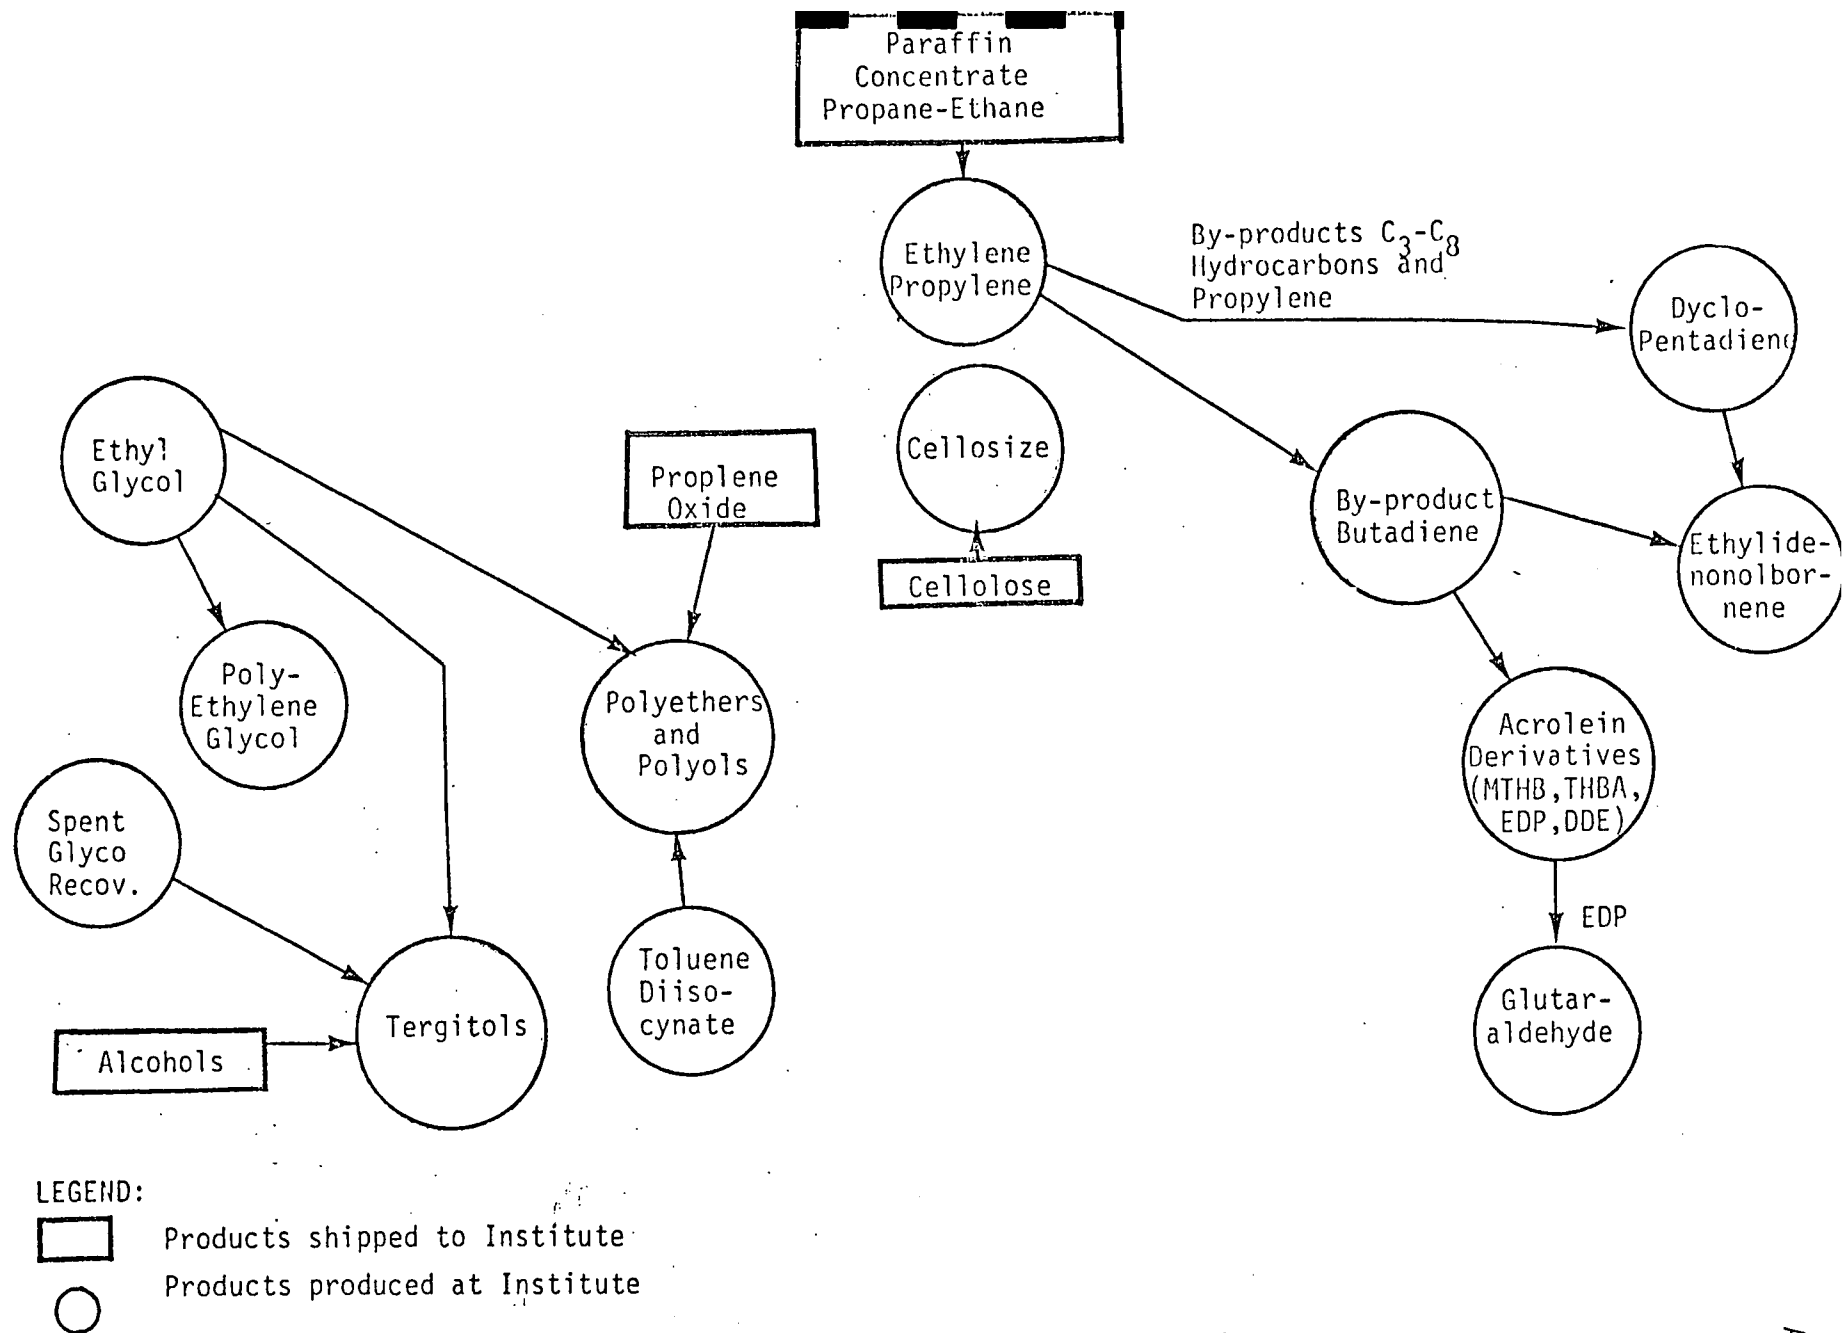 Paraffin
Concentrate
Propane-Ethane
Ethylene
Propylene
By-products C3-C8
Hydrocarbons and
Propylene
Dyclo-
Pentadiene
Ethyl
Glycol
Proplene
Oxide
Cellosize
Cellolose
By-product
Butadiene
Ethylide-
nonolbor-
nene
Poly-
Ethylene
Glycol
Polyethers
and
Polyols
Acrolein
Derivatives
(MTHB,THBA,
EDP,DDE)
Spent
Glyco
Recov.
EDP
Toluene
Diiso-
cynate
Tergitols
Glutar-
aldehyde
Alcohols
LEGEND:
Products shipped to Institute
Products produced at Institute